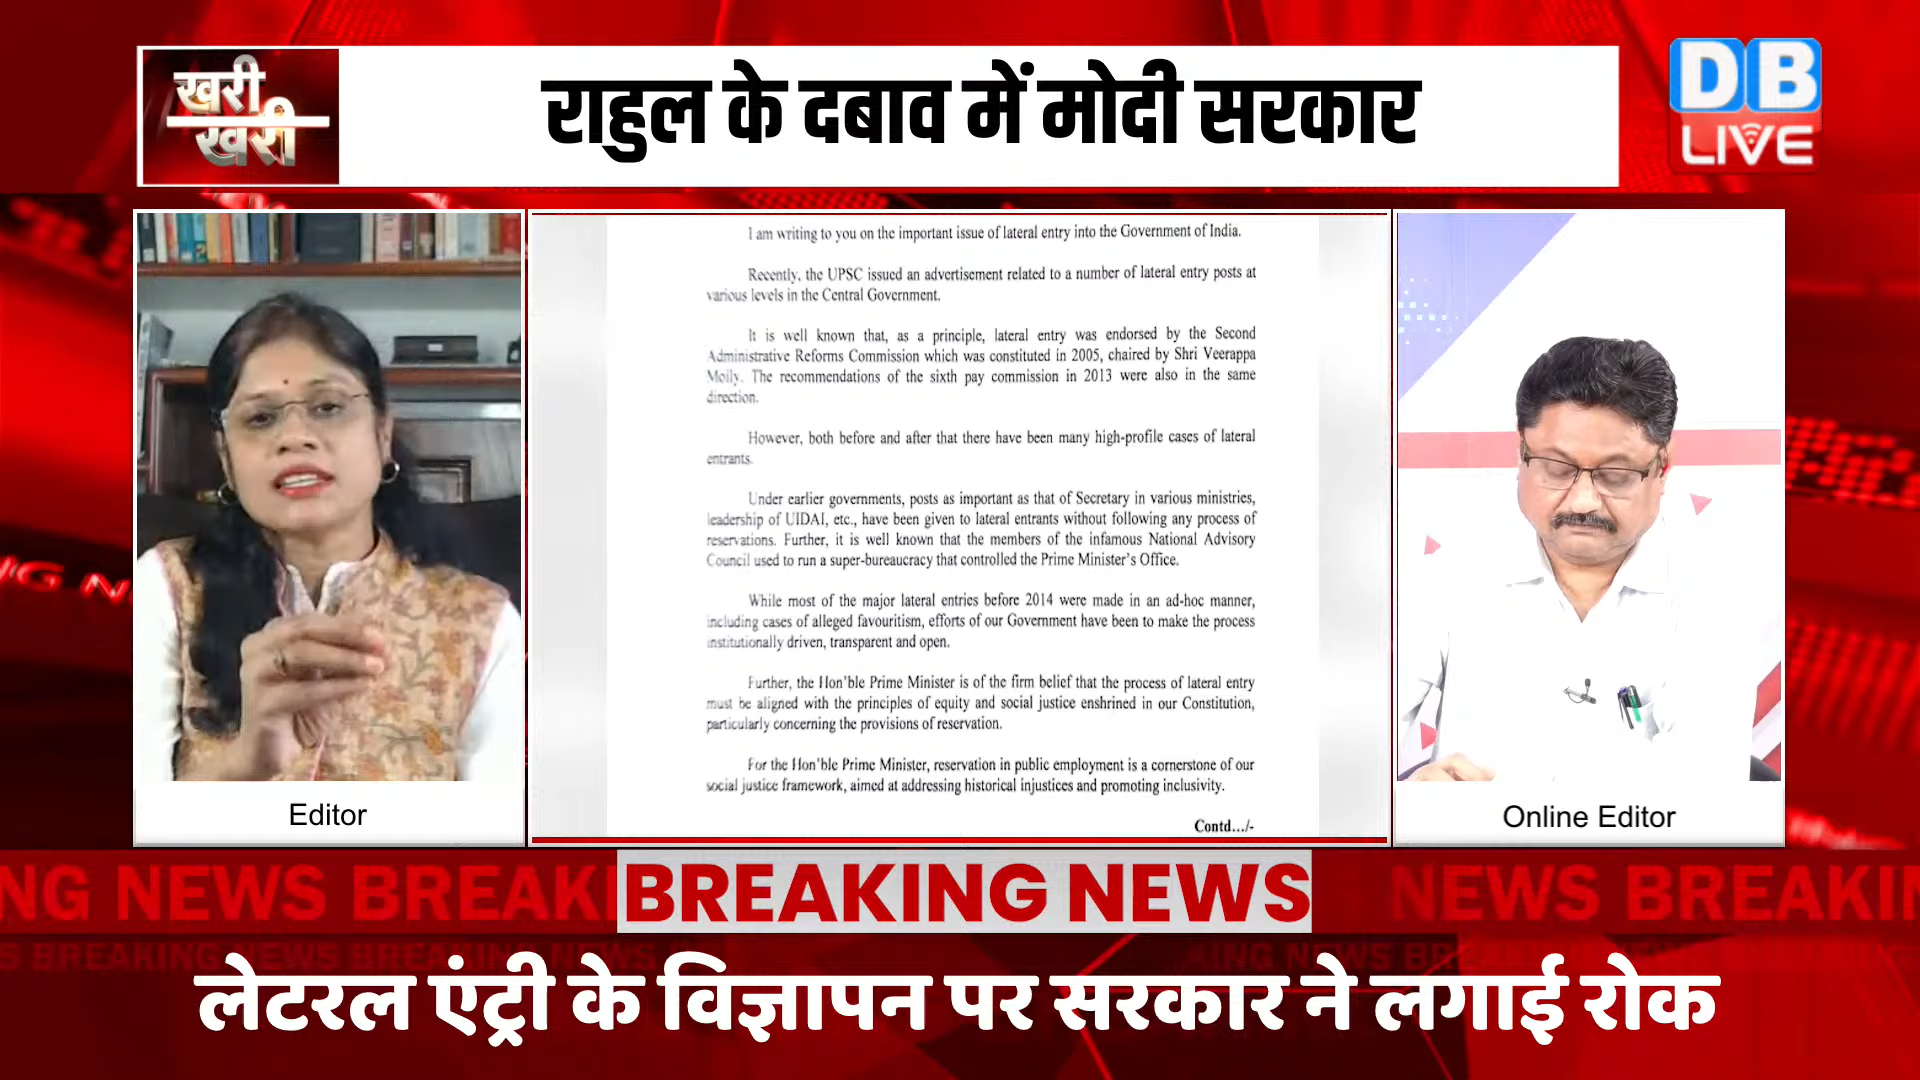 खरी
खरी
राहुल के दबाव में मोदी सरकार
DB
LIVE
I am writing to you on the important issue of lateral entry into the Government of India.
Recently, the UPSC issued an advertisement related to a number of lateral entry posts at
various levels in the Central Government.
It is well known that, as a principle, lateral entry was endorsed by the Second
Administrative Reforms Commission which was constituted in 2005, chaired by Shri Veerappa
Moily. The recommendations of the sixth pay commission in 2013 were also in the same
direction.
However, both before and after that there have been many high-profile cases of lateral
entrants.
Under earlier governments, posts as important as that of Secretary in various ministries,
leadership of UIDAI, etc., have been given to lateral entrants without following any process of
reservations. Further, it is well known that the members of the infamous National Advisory
Council used to run a super-bureaucracy that controlled the Prime Minister's Office.
While most of the major lateral entries before 2014 were made in an ad-hoc manner,
including cases of alleged favouritism, efforts of our Government have been to make the process
institutionally driven, transparent and open.
Further, the Hon'ble Prime Minister is of the firm belief that the process of lateral entry
must be aligned with the principles of equity and social justice enshrined in our Constitution,
particularly concerning the provisions of reservation.
For the Hon'ble Prime Minister, reservation in public employment is a cornerstone of our
social justice framework, aimed at addressing historical injustices and promoting inclusivity.
Contd.../-
Editor
Online Editor
NG NEWS BREAKI
BREAKING NEWS
NEWS BREAKIN
लेटरल एंट्री के विज्ञापन पर सरकार ने लगाई रोक